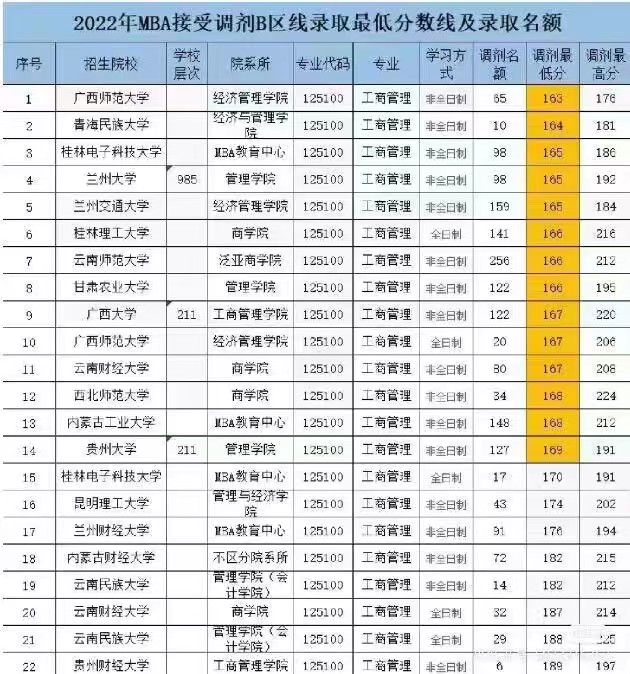 2022年MBA接受调剂B区线录取最低分数线及录取名额
序号 招生院校 学校层次 院系所 专业代码 专业 学习方式 调剂名额 调剂最低分 调剂最高分
1 广西师范大学 经济管理学院 125100 工商管理 非全日制 65 163 176
2 青海民族大学 经济与管理学院 125100 工商管理 非全日制 10 164 181
3 桂林电子科技大学 MBA教育中心 125100 工商管理 非全日制 98 165 186
4 兰州大学 985 管理学院 125100 工商管理 非全日制 98 165 192
5 兰州交通大学 经济管理学院 125100 工商管理 非全日制 159 165 184
6 桂林理工大学 商学院 125100 工商管理 全日制 141 166 216
7 云南师范大学 泛亚商学院 125100 工商管理 非全日制 256 166 212
8 甘肃农业大学 管理学院 125100 工商管理 非全日制 122 166 195
9 广西大学 211 工商管理学院 125100 工商管理 非全日制 122 167 220
10 广西师范大学 经济管理学院 125100 工商管理 全日制 20 167 206
11 云南财经大学 商学院 125100 工商管理 非全日制 80 167 208
12 西北师范大学 商学院 125100 工商管理 非全日制 34 168 224
13 内蒙古工业大学 MBA教育中心 125100 工商管理 非全日制 148 168 212
14 贵州大学 211 管理学院 125100 工商管理 非全日制 127 169 191
15 桂林电子科技大学 MBA教育中心 125100 工商管理 全日制 17 170 191
16 昆明理工大学 管理与经济学院 125100 工商管理 非全日制 43 174 202
17 兰州财经大学 MBA教育中心 125100 工商管理 非全日制 91 176 194
18 内蒙古财经大学 不区分院系所 125100 工商管理 非全日制 72 182 215
19 云南民族大学 管理学院（会计学院） 125100 工商管理 非全日制 14 182 212
20 云南财经大学 商学院 125100 工商管理 全日制 32 187 214
21 云南民族大学 管理学院（会计学院） 125100 工商管理 全日制 29 188 225
22 贵州财经大学 工商管理学院 125100 工商管理 非全日制 6 189 197